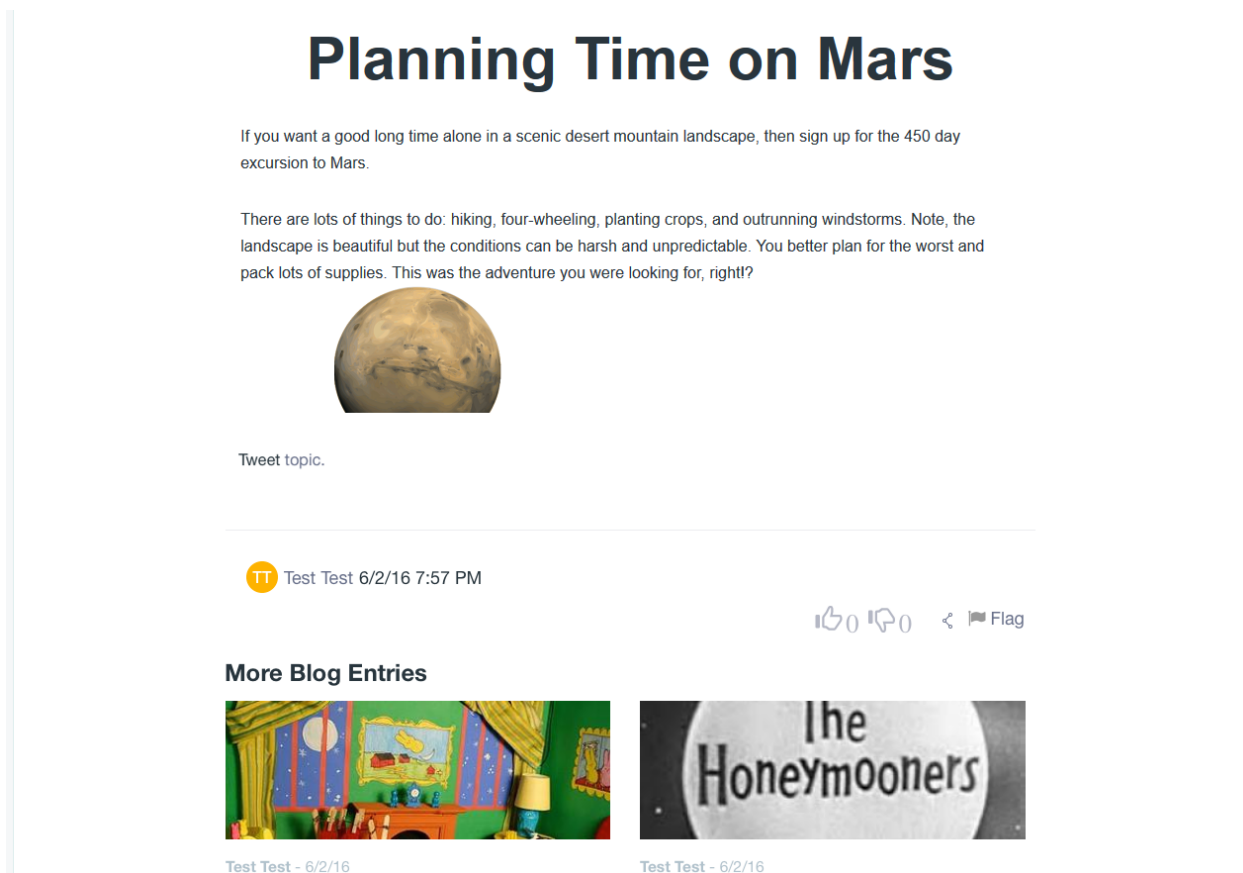 Planning Time on Mars
If you want a good long time alone in a scenic desert mountain landscape, then sign up for the 450 day
excursion to Mars.
There are lots of things to do: hiking, four-wheeling, planting crops, and outrunning windstorms. Note, the
landscape is beautiful but the conditions can be harsh and unpredictable. You better plan for the worst and
pack lots of supplies. This was the adventure you were looking for, right!?
Tweet topic.
TT Test Test 6/2/16 7:57 PM
0 0 Flag
More Blog Entries
The
Honeymooners
Test Test - 6/2/16 Test Test - 6/2/16